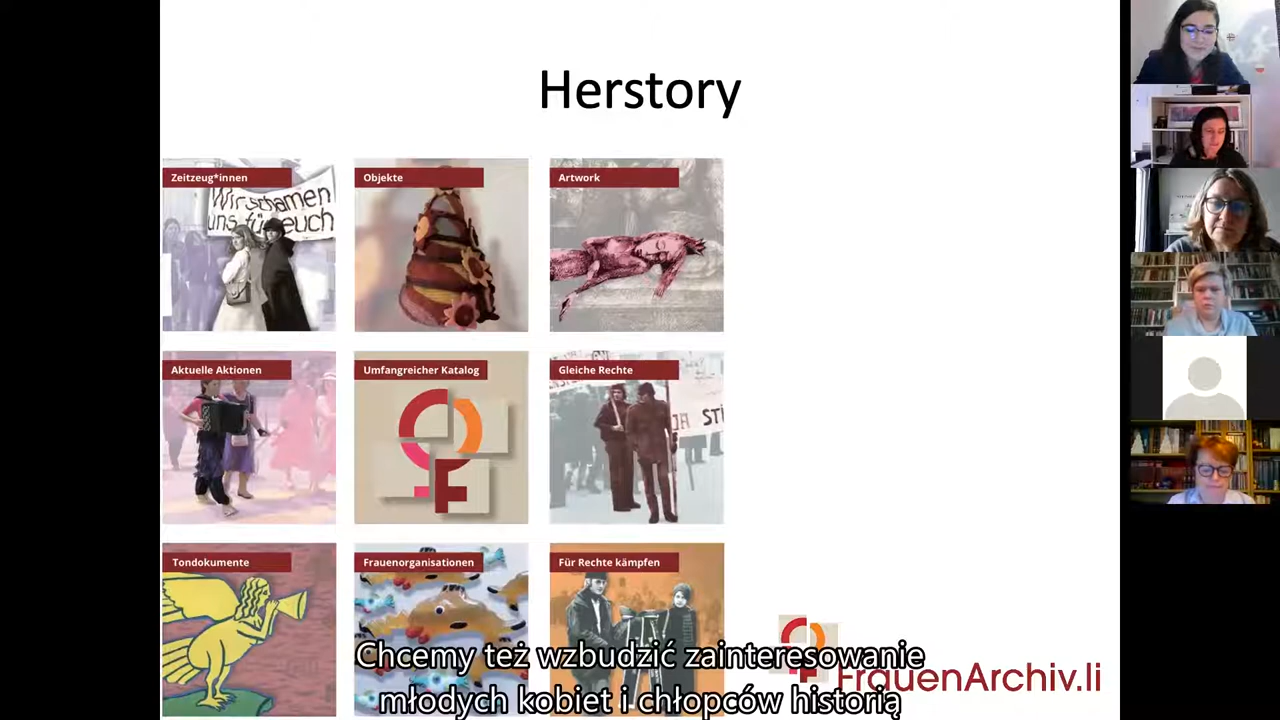 Herstory
Zeitzeug*innen
Objekte
Artwork
Wir schämen
uns für euch
Aktuelle Aktionen
Umfangreicher Katalog
Gleiche Rechte
Tondokumente
Frauenorganisationen
Für Rechte kämpfen
FrauenArchiv.li
Chcemy też wzbudzić zainteresowanie
młodych kobiet i chłopców historią